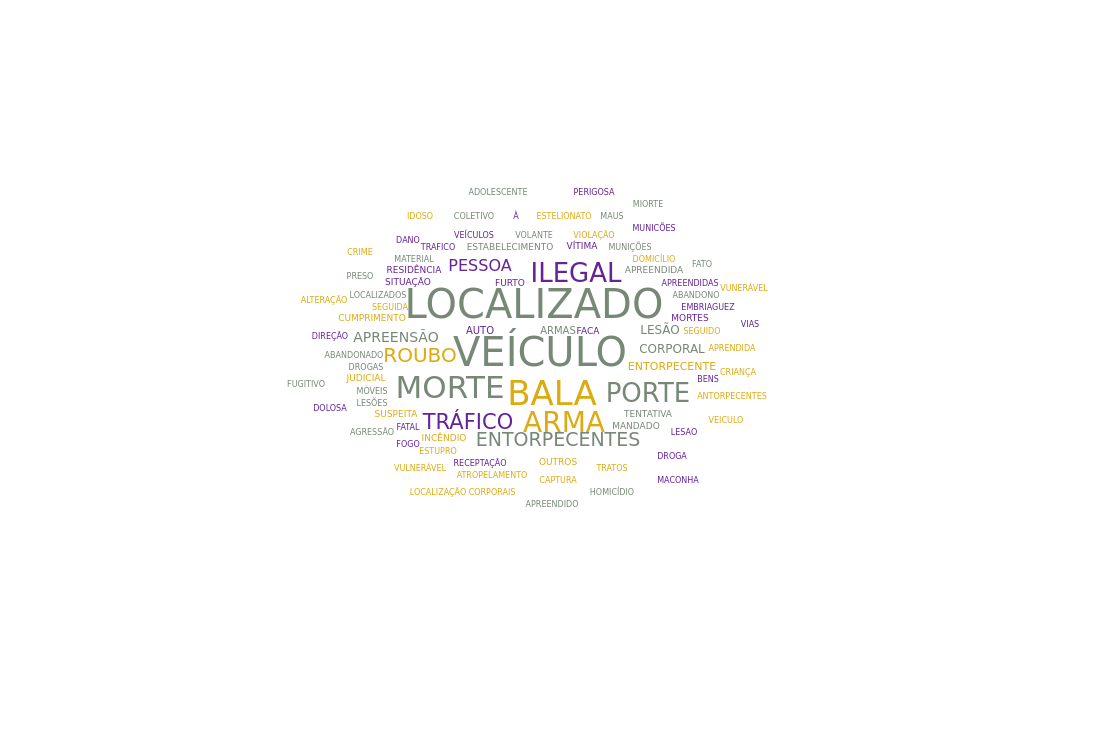 ADOLESCENTE PERIGOSA
MIORTE
IDOSO COLETIVO À ESTELIONATO MAUS
MUNICÕES
DANO VEÍCULOS VOLANTE VIOLAÇÃO
TRAFICO ESTABELECIMENTO VÍTIMA MUNIÇÕES
CRIME MATERIAL DOMICÍLIO
RESIDÊNCIA PESSOA ILEGAL APREENDIDA FATO
PRESO SITUAÇÃO FURTO APREENDIDAS
ALTERAÇÃO LOCALIZADOS LOCALIZADO ABANDONO VUNERÁVEL
SEGUIDA EMBRIAGUEZ
CUMPRIMENTO MORTES
DIREÇÃO APREENSÃO AUTO ARMAS FACA LESÃO SEGUIDO VIAS
ABANDONADO ROUBO VEÍCULO CORPORAL APRENDIDA
DROGAS ENTORPECENTE
FUGITIVO JUDICIAL BENS CRIANÇA
MÓVEIS MORTE BALA PORTE ANTORPECENTES
DOLOSA LESÕES
SUSPEITA TRÁFICO ARMA TENTATIVA VEICULO
AGRESSÃO FATAL MANDADO LESAO
FOGO INCÊNDIO ENTORPECENTES
ESTUPRO DROGA
VULNERÁVEL RECEPTAÇÃO OUTROS TRATOS
ATROPELAMENTO CAPTURA MACONHA
LOCALIZAÇÃO CORPORAIS HOMICÍDIO
APREENDIDO